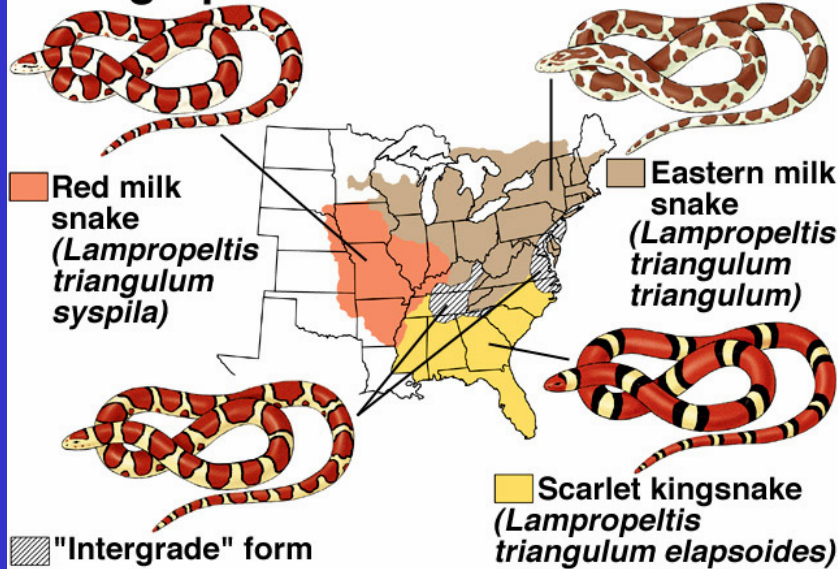 Red milk
snake
(Lampropeltis
triangulum
syspila)
Eastern milk
snake
(Lampropeltis
triangulum
triangulum)
Scarlet kingsnake
(Lampropeltis
triangulum elapsoides)
"Intergrade" form